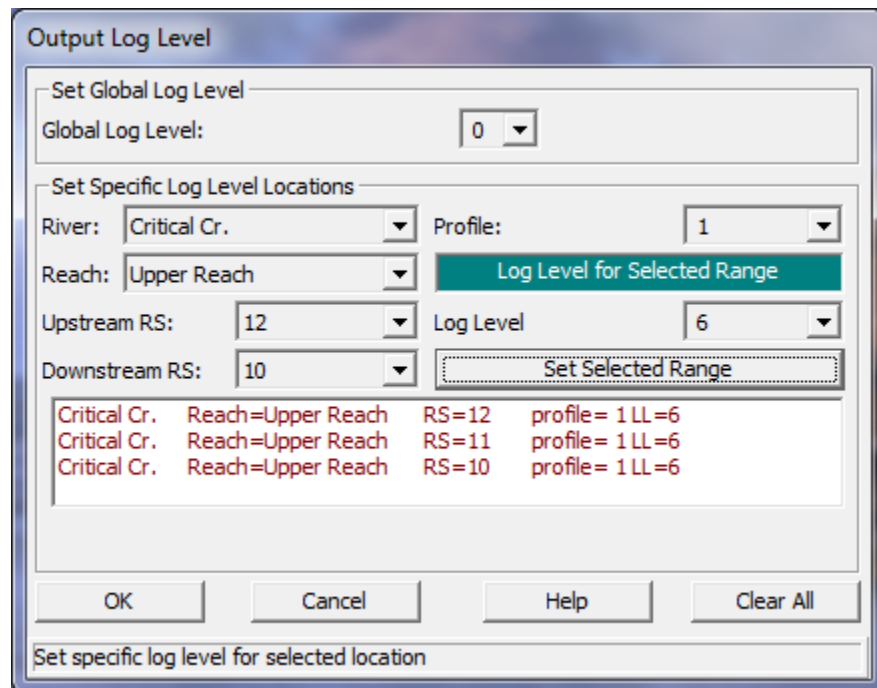 Output Log Level
Set Global Log Level
Global Log Level: 0
Set Specific Log Level Locations
River: Critical Cr. Profile: 1
Reach: Upper Reach Log Level for Selected Range
Upstream RS: 12 Log Level 6
Downstream RS: 10 Set Selected Range
Critical Cr. Reach=Upper Reach RS=12 profile= 1 LL=6
Critical Cr. Reach=Upper Reach RS=11 profile= 1 LL=6
Critical Cr. Reach=Upper Reach RS=10 profile= 1 LL=6
OK Cancel Help Clear All
Set specific log level for selected location